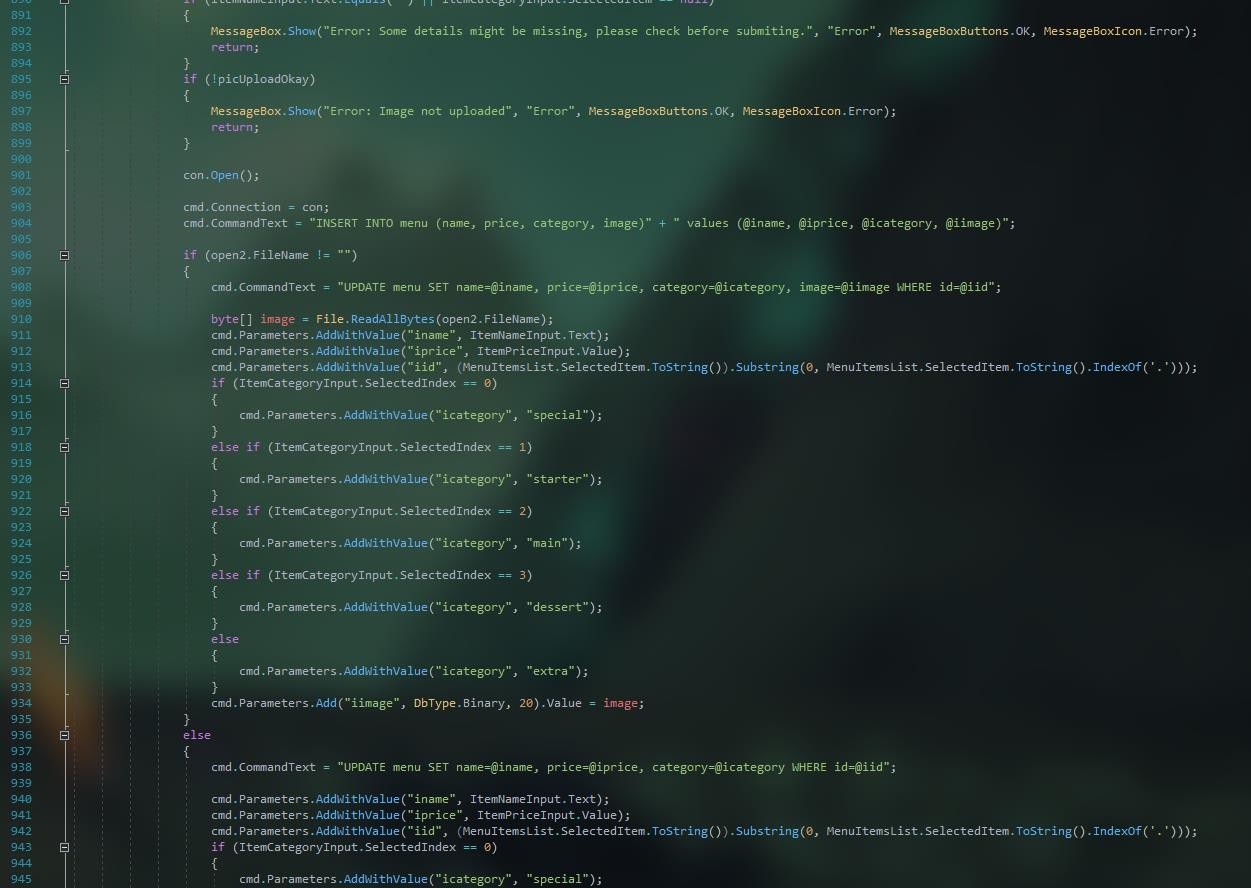 890 if (ItemNameInput.Text.Equals("") || ItemCategoryInput.SelectedItem == null)
891 {
892 MessageBox.Show("Error: Some details might be missing, please check before submiting.", "Error", MessageBoxButtons.OK, MessageBoxIcon.Error);
893 return;
894 }
895 if (!picUploadOkay)
896 {
897 MessageBox.Show("Error: Image not uploaded", "Error", MessageBoxButtons.OK, MessageBoxIcon.Error);
898 return;
899 }
900
901 con.Open();
902
903 cmd.Connection = con;
904 cmd.CommandText = "INSERT INTO menu (name, price, category, image)" + " values (@iname, @iprice, @icategory, @iimage)";
905
906 if (open2.FileName != "")
907 {
908 cmd.CommandText = "UPDATE menu SET name=@iname, price=@iprice, category=@icategory, image=@iimage WHERE id=@iid";
909
910 byte[] image = File.ReadAllBytes(open2.FileName);
911 cmd.Parameters.AddWithValue("iname", ItemNameInput.Text);
912 cmd.Parameters.AddWithValue("iprice", ItemPriceInput.Value);
913 cmd.Parameters.AddWithValue("iid", (MenuItemsList.SelectedItem.ToString()).Substring(0, MenuItemsList.SelectedItem.ToString().IndexOf('.')));
914 if (ItemCategoryInput.SelectedIndex == 0)
915 {
916 cmd.Parameters.AddWithValue("icategory", "special");
917 }
918 else if (ItemCategoryInput.SelectedIndex == 1)
919 {
920 cmd.Parameters.AddWithValue("icategory", "starter");
921 }
922 else if (ItemCategoryInput.SelectedIndex == 2)
923 {
924 cmd.Parameters.AddWithValue("icategory", "main");
925 }
926 else if (ItemCategoryInput.SelectedIndex == 3)
927 {
928 cmd.Parameters.AddWithValue("icategory", "dessert");
929 }
930 else
931 {
932 cmd.Parameters.AddWithValue("icategory", "extra");
933 }
934 cmd.Parameters.Add("iimage", DbType.Binary, 20).Value = image;
935 }
936 else
937 {
938 cmd.CommandText = "UPDATE menu SET name=@iname, price=@iprice, category=@icategory WHERE id=@iid";
939
940 cmd.Parameters.AddWithValue("iname", ItemNameInput.Text);
941 cmd.Parameters.AddWithValue("iprice", ItemPriceInput.Value);
942 cmd.Parameters.AddWithValue("iid", (MenuItemsList.SelectedItem.ToString()).Substring(0, MenuItemsList.SelectedItem.ToString().IndexOf('.')));
943 if (ItemCategoryInput.SelectedIndex == 0)
944 {
945 cmd.Parameters.AddWithValue("icategory", "special");